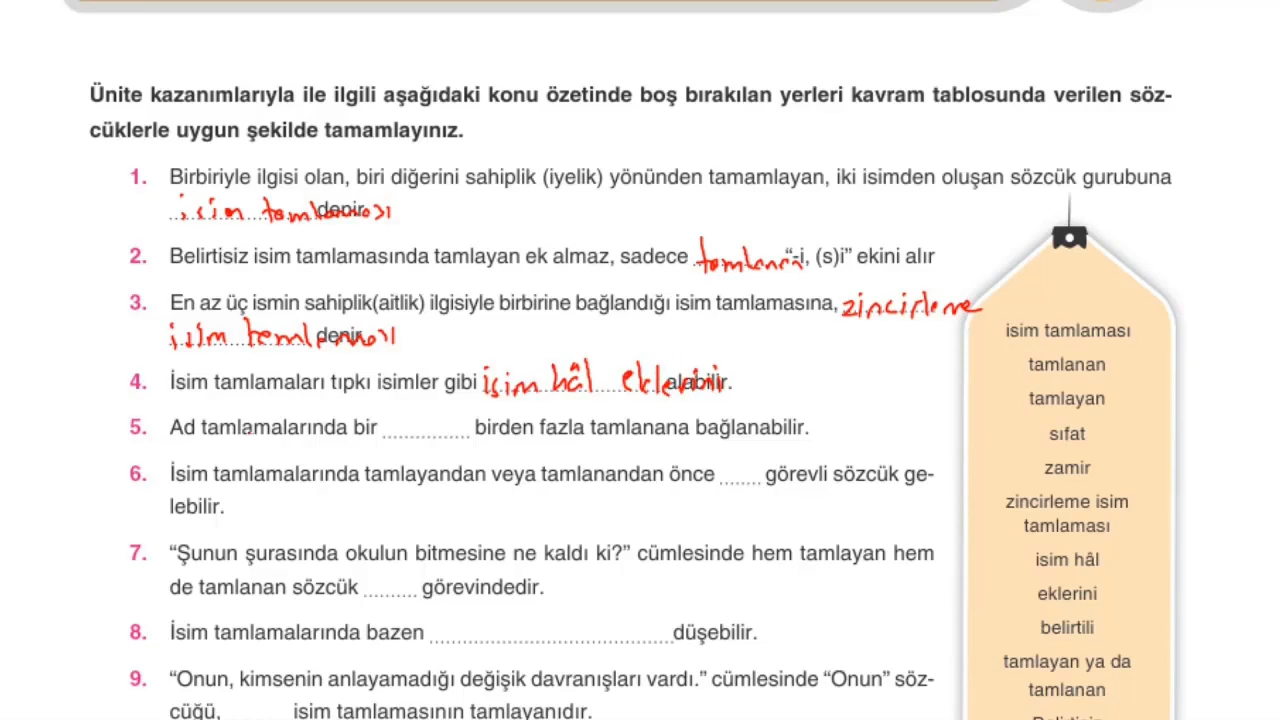 Ünite kazanımlarıyla ile ilgili aşağıdaki konu özetinde boş bırakılan yerleri kavram tablosunda verilen söz-
cüklerle uygun şekilde tamamlayınız.
1. Birbiriyle ilgisi olan, biri diğerini sahiplik (iyelik) yönünden tamamlayan, iki isimden oluşan sözcük gurubuna
isim tamlaması denir.
2. Belirtisiz isim tamlamasında tamlayan ek almaz, sadece tamlanan “-i, (s)i” ekini alır
3. En az üç ismin sahiplik(aitlik) ilgisiyle birbirine bağlandığı isim tamlamasına, zincirleme
isim tamlaması denir.
4. İsim tamlamaları tıpkı isimler gibi isim hâl eklerini alabilir.
5. Ad tamlamalarında bir ............... birden fazla tamlanana bağlanabilir.
6. İsim tamlamalarında tamlayandan veya tamlanandan önce ........ görevli sözcük ge-
lebilir.
7. “Şunun şurasında okulun bitmesine ne kaldı ki?” cümlesinde hem tamlayan hem
de tamlanan sözcük .......... görevindedir.
8. İsim tamlamalarında bazen .......................................... düşebilir.
9. “Onun, kimsenin anlayamadığı değişik davranışları vardı.” cümlesinde “Onun” söz-
cüğü, isim tamlamasının tamlayanıdır.
isim tamlaması
tamlanan
tamlayan
sıfat
zamir
zincirleme isim
tamlaması
isim hâl
eklerini
belirtili
tamlayan ya da
tamlanan
Belirtisiz